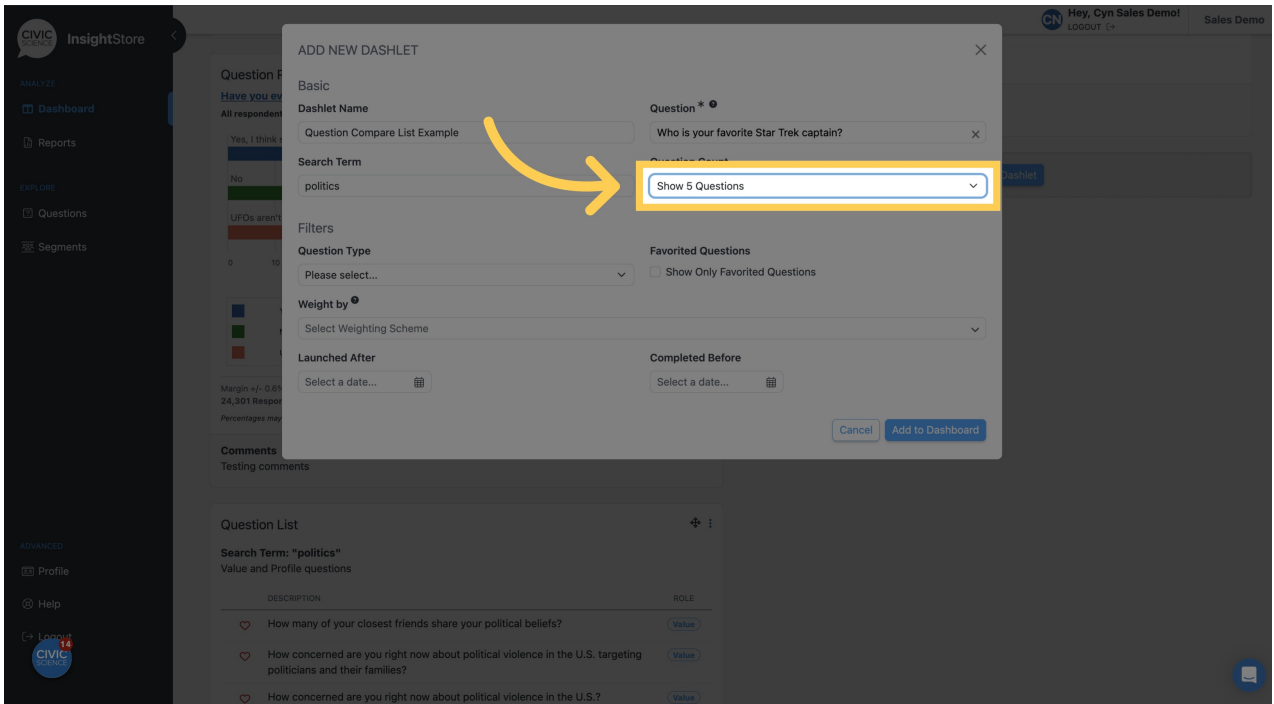 CIVIC
SCIENCE
InsightStore
CN
Hey, Cyn Sales Demo!
LOGOUT
Sales Demo
ANALYZE
Dashboard
Reports
EXPLORE
Questions
Segments
ADVANCED
Profile
Help
Logout
14
CIVIC
SCIENCE
Question
Have you ev
All responden
Yes, I think
No
UFOs aren't
0 10
Margin +/- 0.6%
24,301 Respon
Percentages may
Comments
Testing comments
ADD NEW DASHLET
Basic
Dashlet Name
Question *
Question Compare List Example
Who is your favorite Star Trek captain?
Search Term
Question Count
politics
Show 5 Questions
Filters
Question Type
Favorited Questions
Please select...
Show Only Favorited Questions
Weight by
Select Weighting Scheme
Launched After
Completed Before
Select a date...
Select a date...
Cancel
Add to Dashboard
Dashlet
Question List
Search Term: "politics"
Value and Profile questions
DESCRIPTION ROLE
How many of your closest friends share your political beliefs? Value
How concerned are you right now about political violence in the U.S. targeting Value
politicians and their families?
How concerned are you right now about political violence in the U.S.? Value